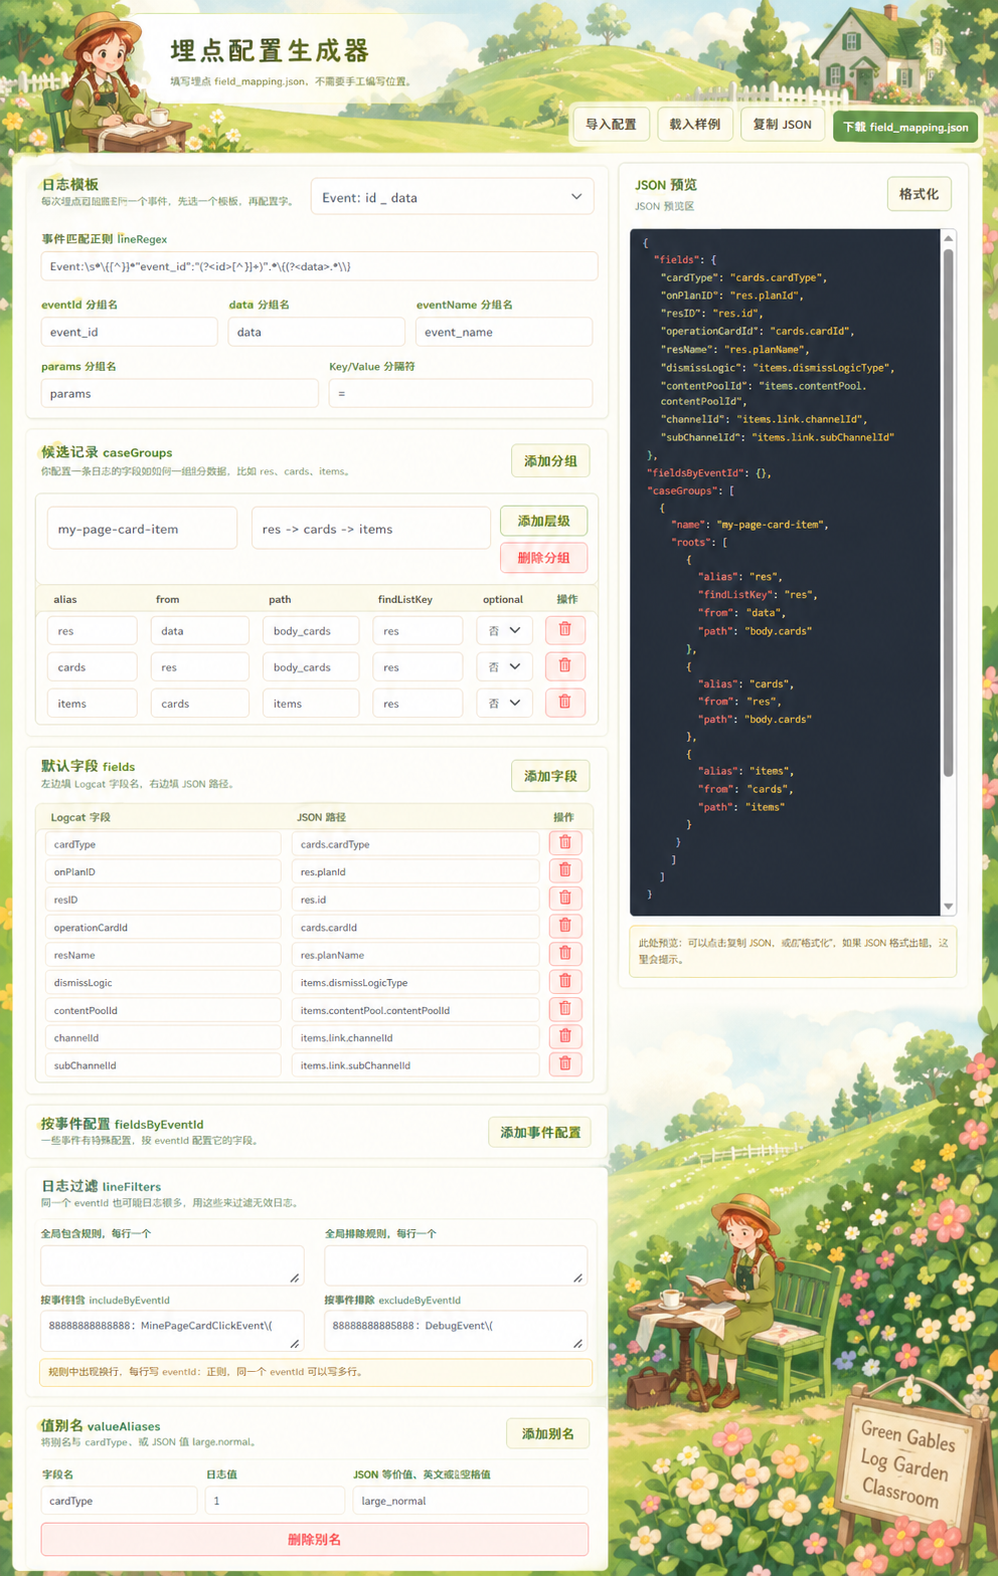 埋点配置生成器
填写埋点 field_mapping.json，不需要手工编写位置。
导入配置
载入样例
复制 JSON
下载 field_mapping.json
日志模板
一个事件，先选一个模板，再配置字。
Event: id _ data
事件匹配正则 lineRegex
Event:\s*\{[^}]*"event_id":"(?<id>[^}]+)".*\{(?<data>.*\\}
eventId 分组名
data 分组名
eventName 分组名
event_id
data
event_name
params 分组名
Key/Value 分隔符
params
=
候选记录 caseGroups
你配置一条日志的字段如如何一组分数据，比如 res、cards、items。
添加分组
my-page-card-item
res -> cards -> items
添加层级
删除分组
alias from path findListKey optional 操作
res data body_cards res 否
cards res body_cards res 否
items cards items res 否
默认字段 fields
左边填 Logcat 字段名，右边填 JSON 路径。
添加字段
Logcat 字段 JSON 路径 操作
cardType cards.cardType
onPlanID res.planId
resID res.id
operationCardId cards.cardId
resName res.planName
dismissLogic items.dismissLogicType
contentPoolId items.contentPool.contentPoolId
channelId items.link.channelId
subChannelId items.link.subChannelId
按事件配置 fieldsByEventId
一些事件有特殊配置，按 eventId 配置它的字段。
添加事件配置
日志过滤 lineFilters
同一个 eventId 也可能日志很多，用这些来过滤无效日志。
全局包含规则，每行一个
全局排除规则，每行一个
按事件含 includeByEventId
按事件排除 excludeByEventId
88888888888888: MinePageCardClickEvent\(
88888888885888: DebugEvent\(
规则中出现换行，每行写 eventId：正则，同一个 eventId 可以写多行。
值别名 valueAliases
将别名与 cardType，或 JSON 值 large.normal。
添加别名
字段名
日志值
JSON 等价值、英文或格值
cardType
1
large_normal
删除别名
JSON 预览
JSON 预览区
格式化
{
"fields": {
"cardType": "cards.cardType",
"onPlanID": "res.planId",
"resID": "res.id",
"operationCardId": "cards.cardId",
"resName": "res.planName",
"dismissLogic": "items.dismissLogicType",
"contentPoolId": "items.contentPool.
contentPoolId",
"channelId": "items.link.channelId",
"subChannelId": "items.link.subChannelId"
},
"fieldsByEventId": {},
"caseGroups": [
{
"name": "my-page-card-item",
"roots": [
{
"alias": "res",
"findListKey": "res",
"from": "data",
"path": "body.cards"
},
{
"alias": "cards",
"from": "res",
"path": "body.cards"
},
{
"alias": "items",
"from": "cards",
"path": "items"
}
}
]
]
}
此处预览：可以点击复制 JSON，或的"格式化"，如果 JSON 格式出错，这
里会提示。
Green Gables
Log Garden
Classroom